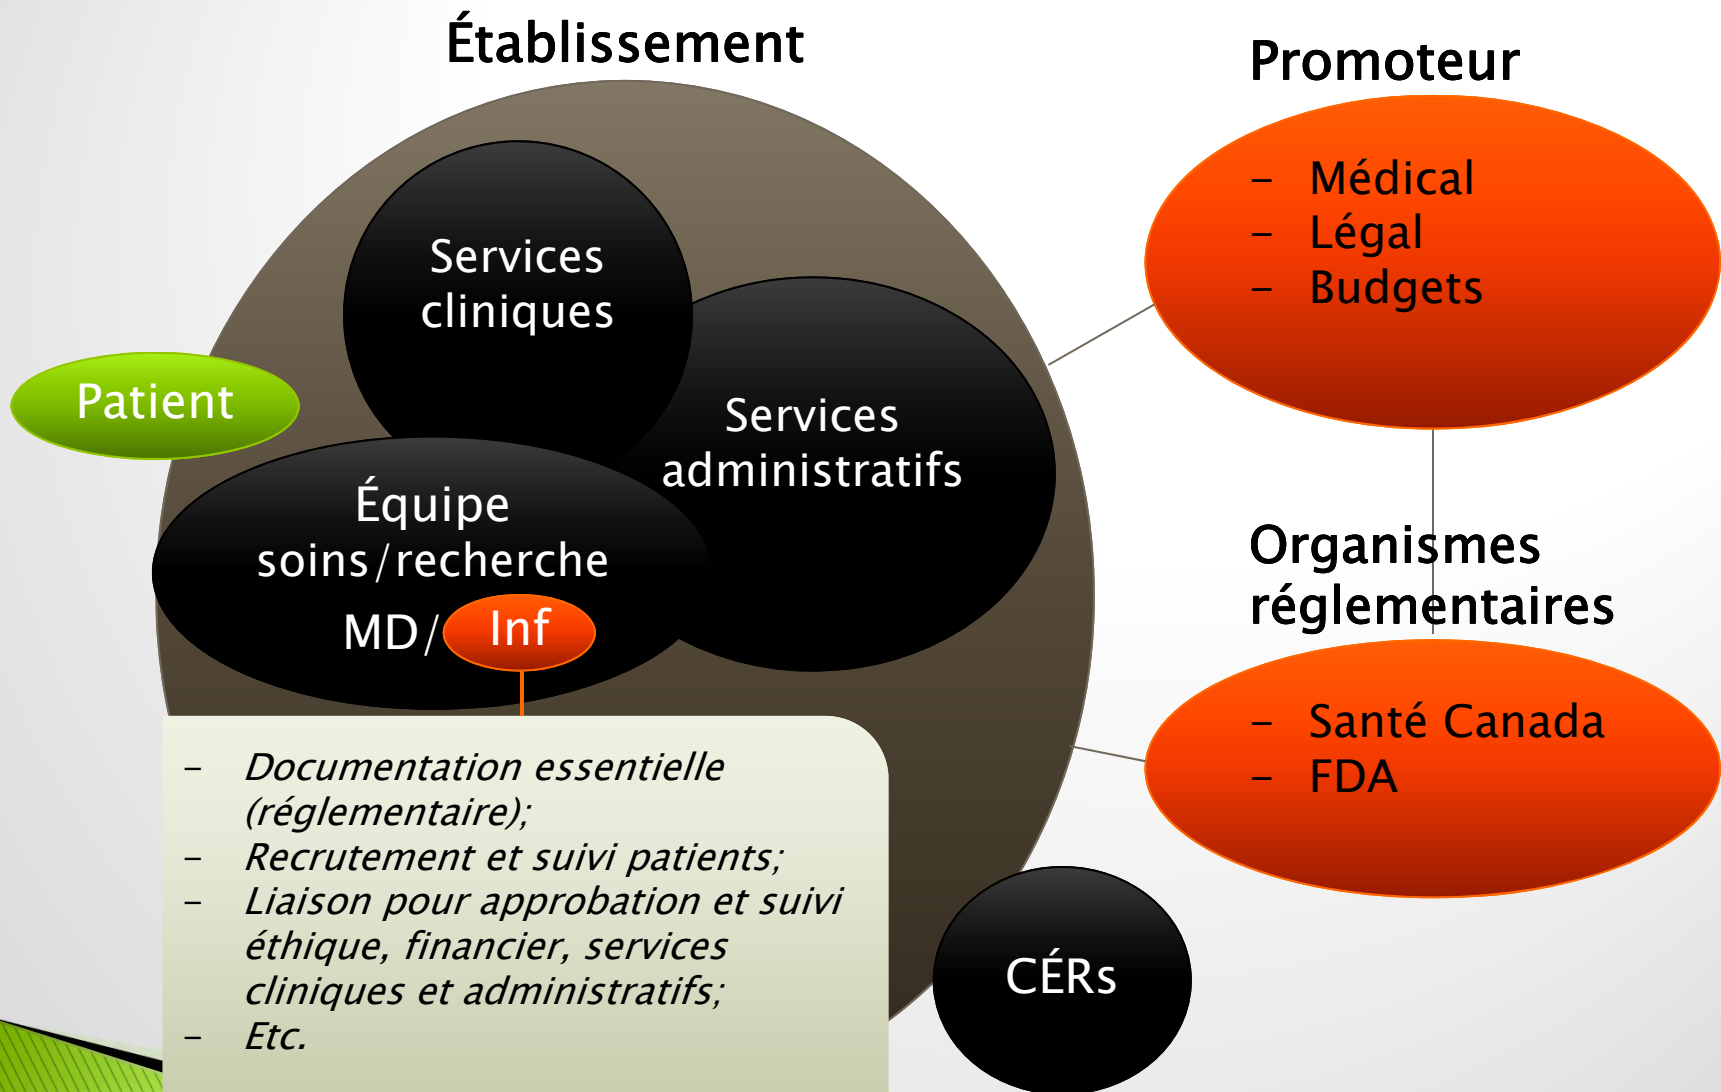 Établissement
Promoteur
– Médical
– Légal
– Budgets
Services
cliniques
Patient
Services
administratifs
Équipe
soins/recherche
MD/ Inf
Organismes
réglementaires
– Santé Canada
– FDA
– Documentation essentielle
(réglementaire);
– Recrutement et suivi patients;
– Liaison pour approbation et suivi
éthique, financier, services
cliniques et administratifs;
– Etc.
CÉRs